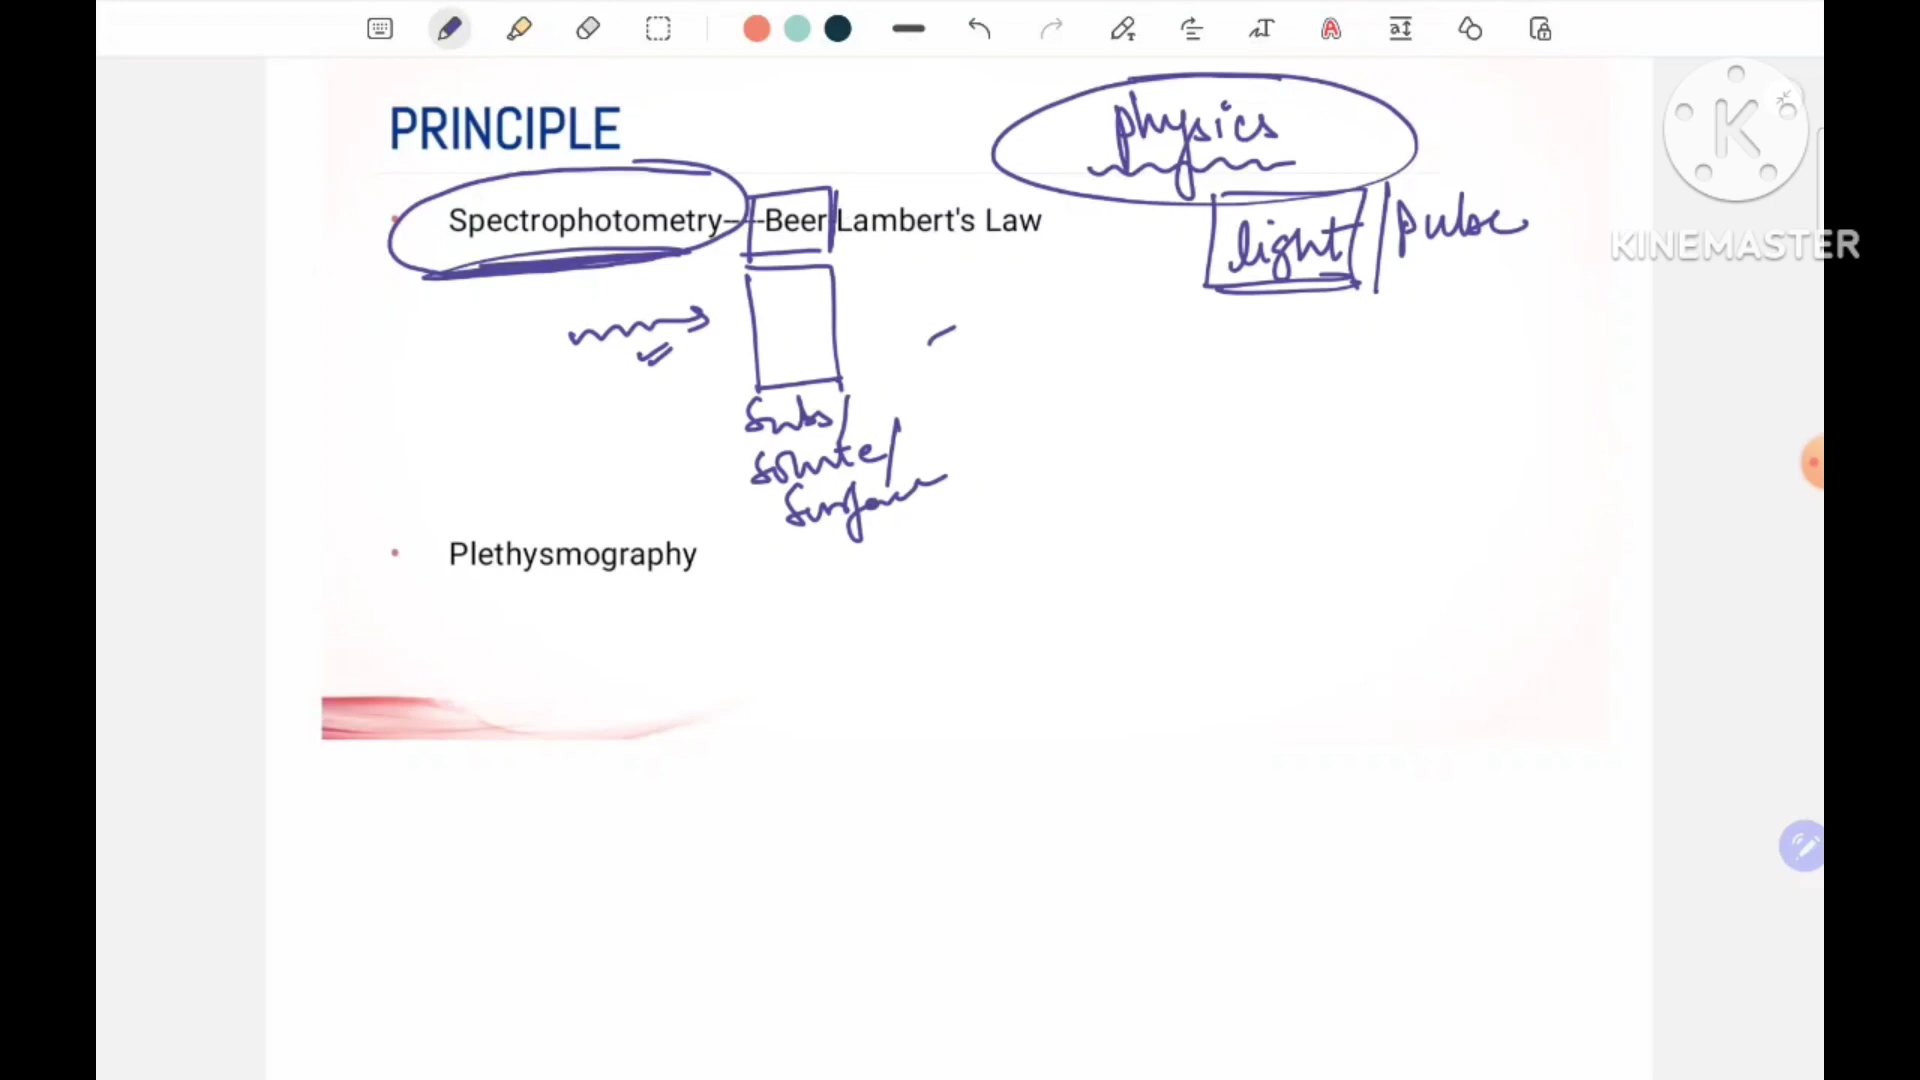 PRINCIPLE
physics
Spectrophotometry----Beer Lambert's Law
light / pulse
KINEMASTER
Subs/
solute/
surface
Plethysmography